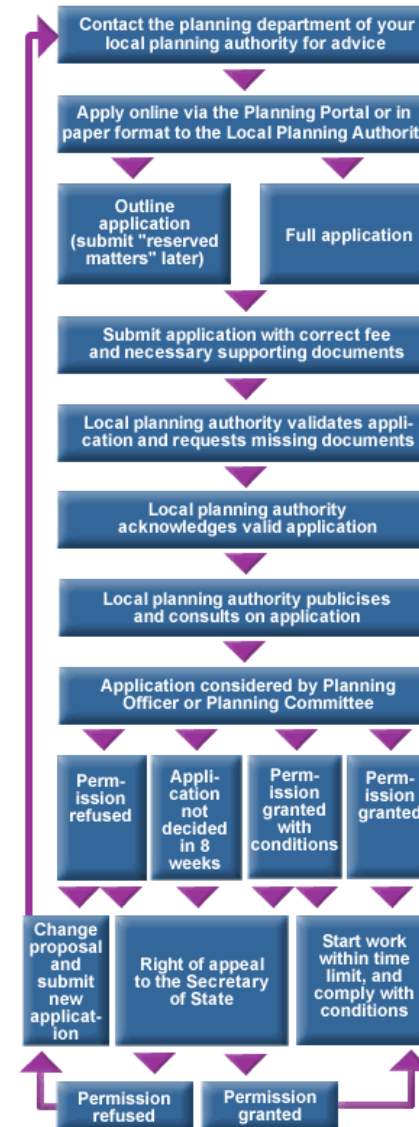 Contact the planning department of your
local planning authority for advice
Apply online via the Planning Portal or in
paper format to the Local Planning Authorit
Outline
application
(submit "reserved
matters" later)
Full application
Submit application with correct fee
and necessary supporting documents
Local planning authority validates appli-
cation and requests missing documents
Local planning authority
acknowledges valid application
Local planning authority publicises
and consults on application
Application considered by Planning
Officer or Planning Committee
Perm-
ission
refused
Appli-
cation
not
decided
in 8
weeks
Perm-
ission
granted
with
conditions
Perm-
ission
granted
Change
proposal
and
submit
new
applicat-
ion
Right of appeal
to the Secretary
of State
Start work
within time
limit, and
comply with
conditions
Permission
refused
Permission
granted